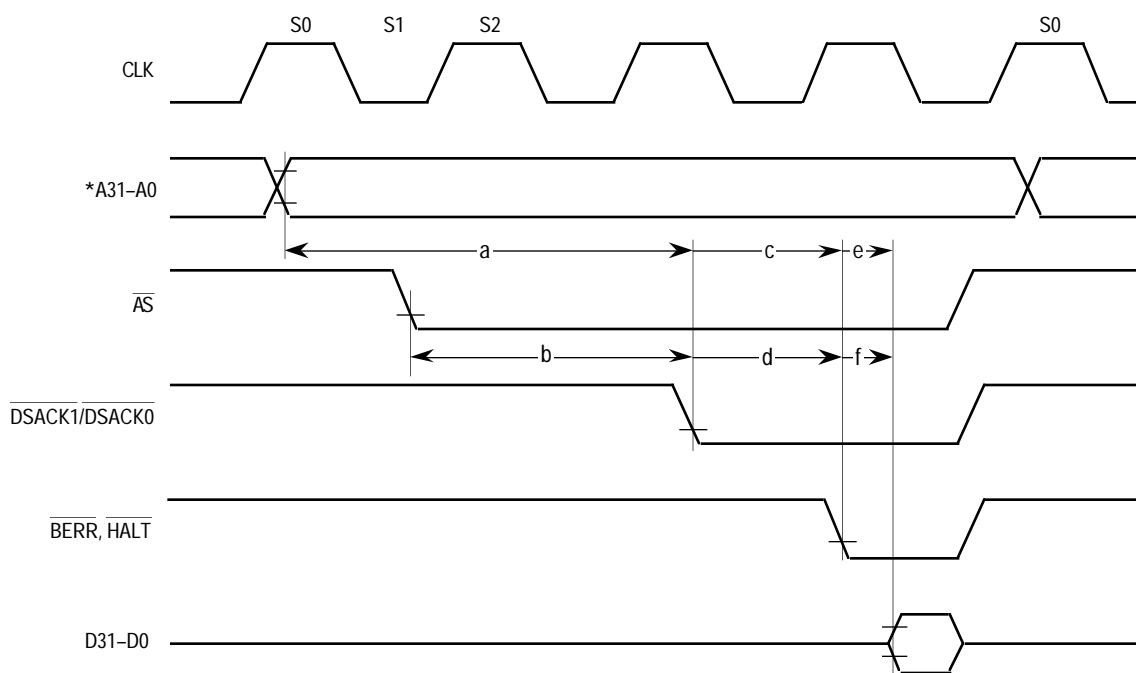 S0 S1 S2 S0
CLK
*A31–A0
a c e
AS
b d f
DSACK1/DSACK0
BERR, HALT
D31–D0